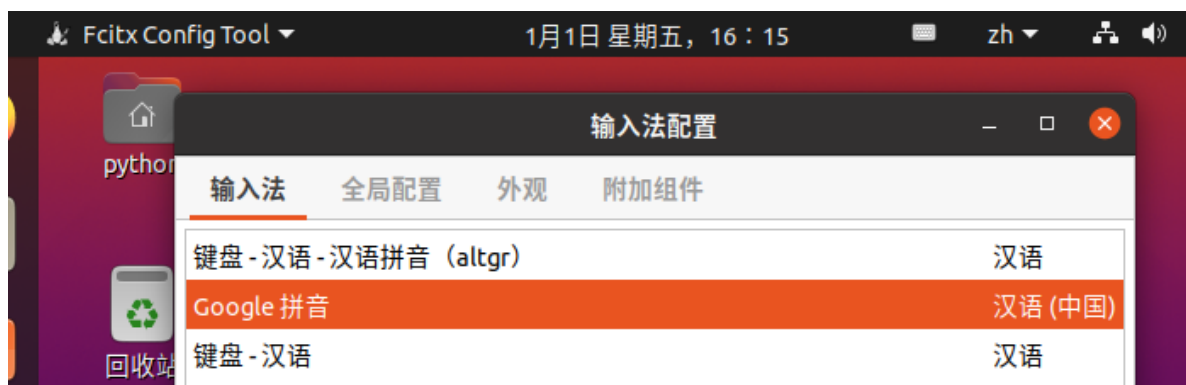 Fcitx Config Tool
1月1日 星期五，16：15
zh
python
输入法配置
输入法 全局配置 外观 附加组件
键盘 - 汉语 - 汉语拼音（altgr） 汉语
Google 拼音 汉语 (中国)
回收站
键盘 - 汉语 汉语